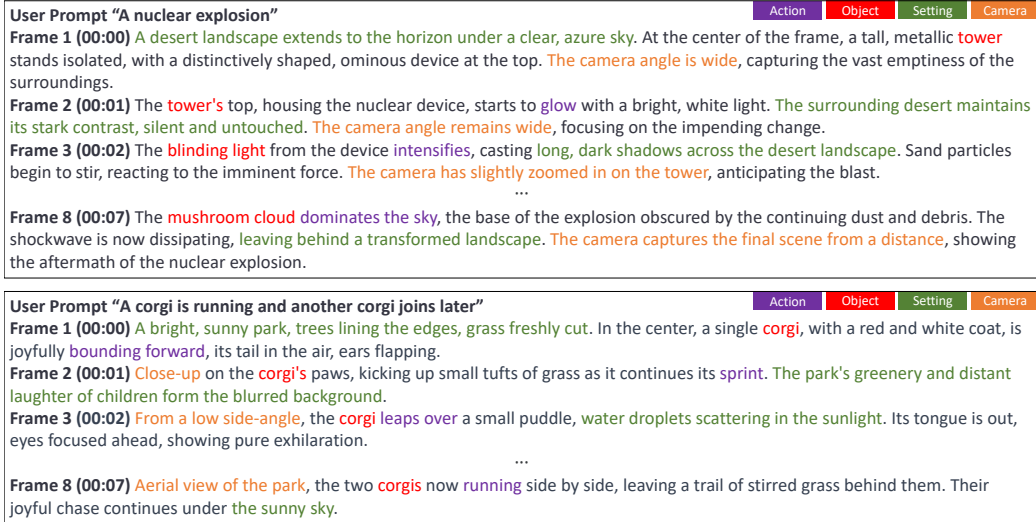 User Prompt “A nuclear explosion” Action Object Setting Camera
Frame 1 (00:00) A desert landscape extends to the horizon under a clear, azure sky. At the center of the frame, a tall, metallic tower
stands isolated, with a distinctively shaped, ominous device at the top. The camera angle is wide, capturing the vast emptiness of the
surroundings.
Frame 2 (00:01) The tower's top, housing the nuclear device, starts to glow with a bright, white light. The surrounding desert maintains
its stark contrast, silent and untouched. The camera angle remains wide, focusing on the impending change.
Frame 3 (00:02) The blinding light from the device intensifies, casting long, dark shadows across the desert landscape. Sand particles
begin to stir, reacting to the imminent force. The camera has slightly zoomed in on the tower, anticipating the blast.
...
Frame 8 (00:07) The mushroom cloud dominates the sky, the base of the explosion obscured by the continuing dust and debris. The
shockwave is now dissipating, leaving behind a transformed landscape. The camera captures the final scene from a distance, showing
the aftermath of the nuclear explosion.
User Prompt “A corgi is running and another corgi joins later” Action Object Setting Camera
Frame 1 (00:00) A bright, sunny park, trees lining the edges, grass freshly cut. In the center, a single corgi, with a red and white coat, is
joyfully bounding forward, its tail in the air, ears flapping.
Frame 2 (00:01) Close-up on the corgi's paws, kicking up small tufts of grass as it continues its sprint. The park's greenery and distant
laughter of children form the blurred background.
Frame 3 (00:02) From a low side-angle, the corgi leaps over a small puddle, water droplets scattering in the sunlight. Its tongue is out,
eyes focused ahead, showing pure exhilaration.
...
Frame 8 (00:07) Aerial view of the park, the two corgis now running side by side, leaving a trail of stirred grass behind them. Their
joyful chase continues under the sunny sky.